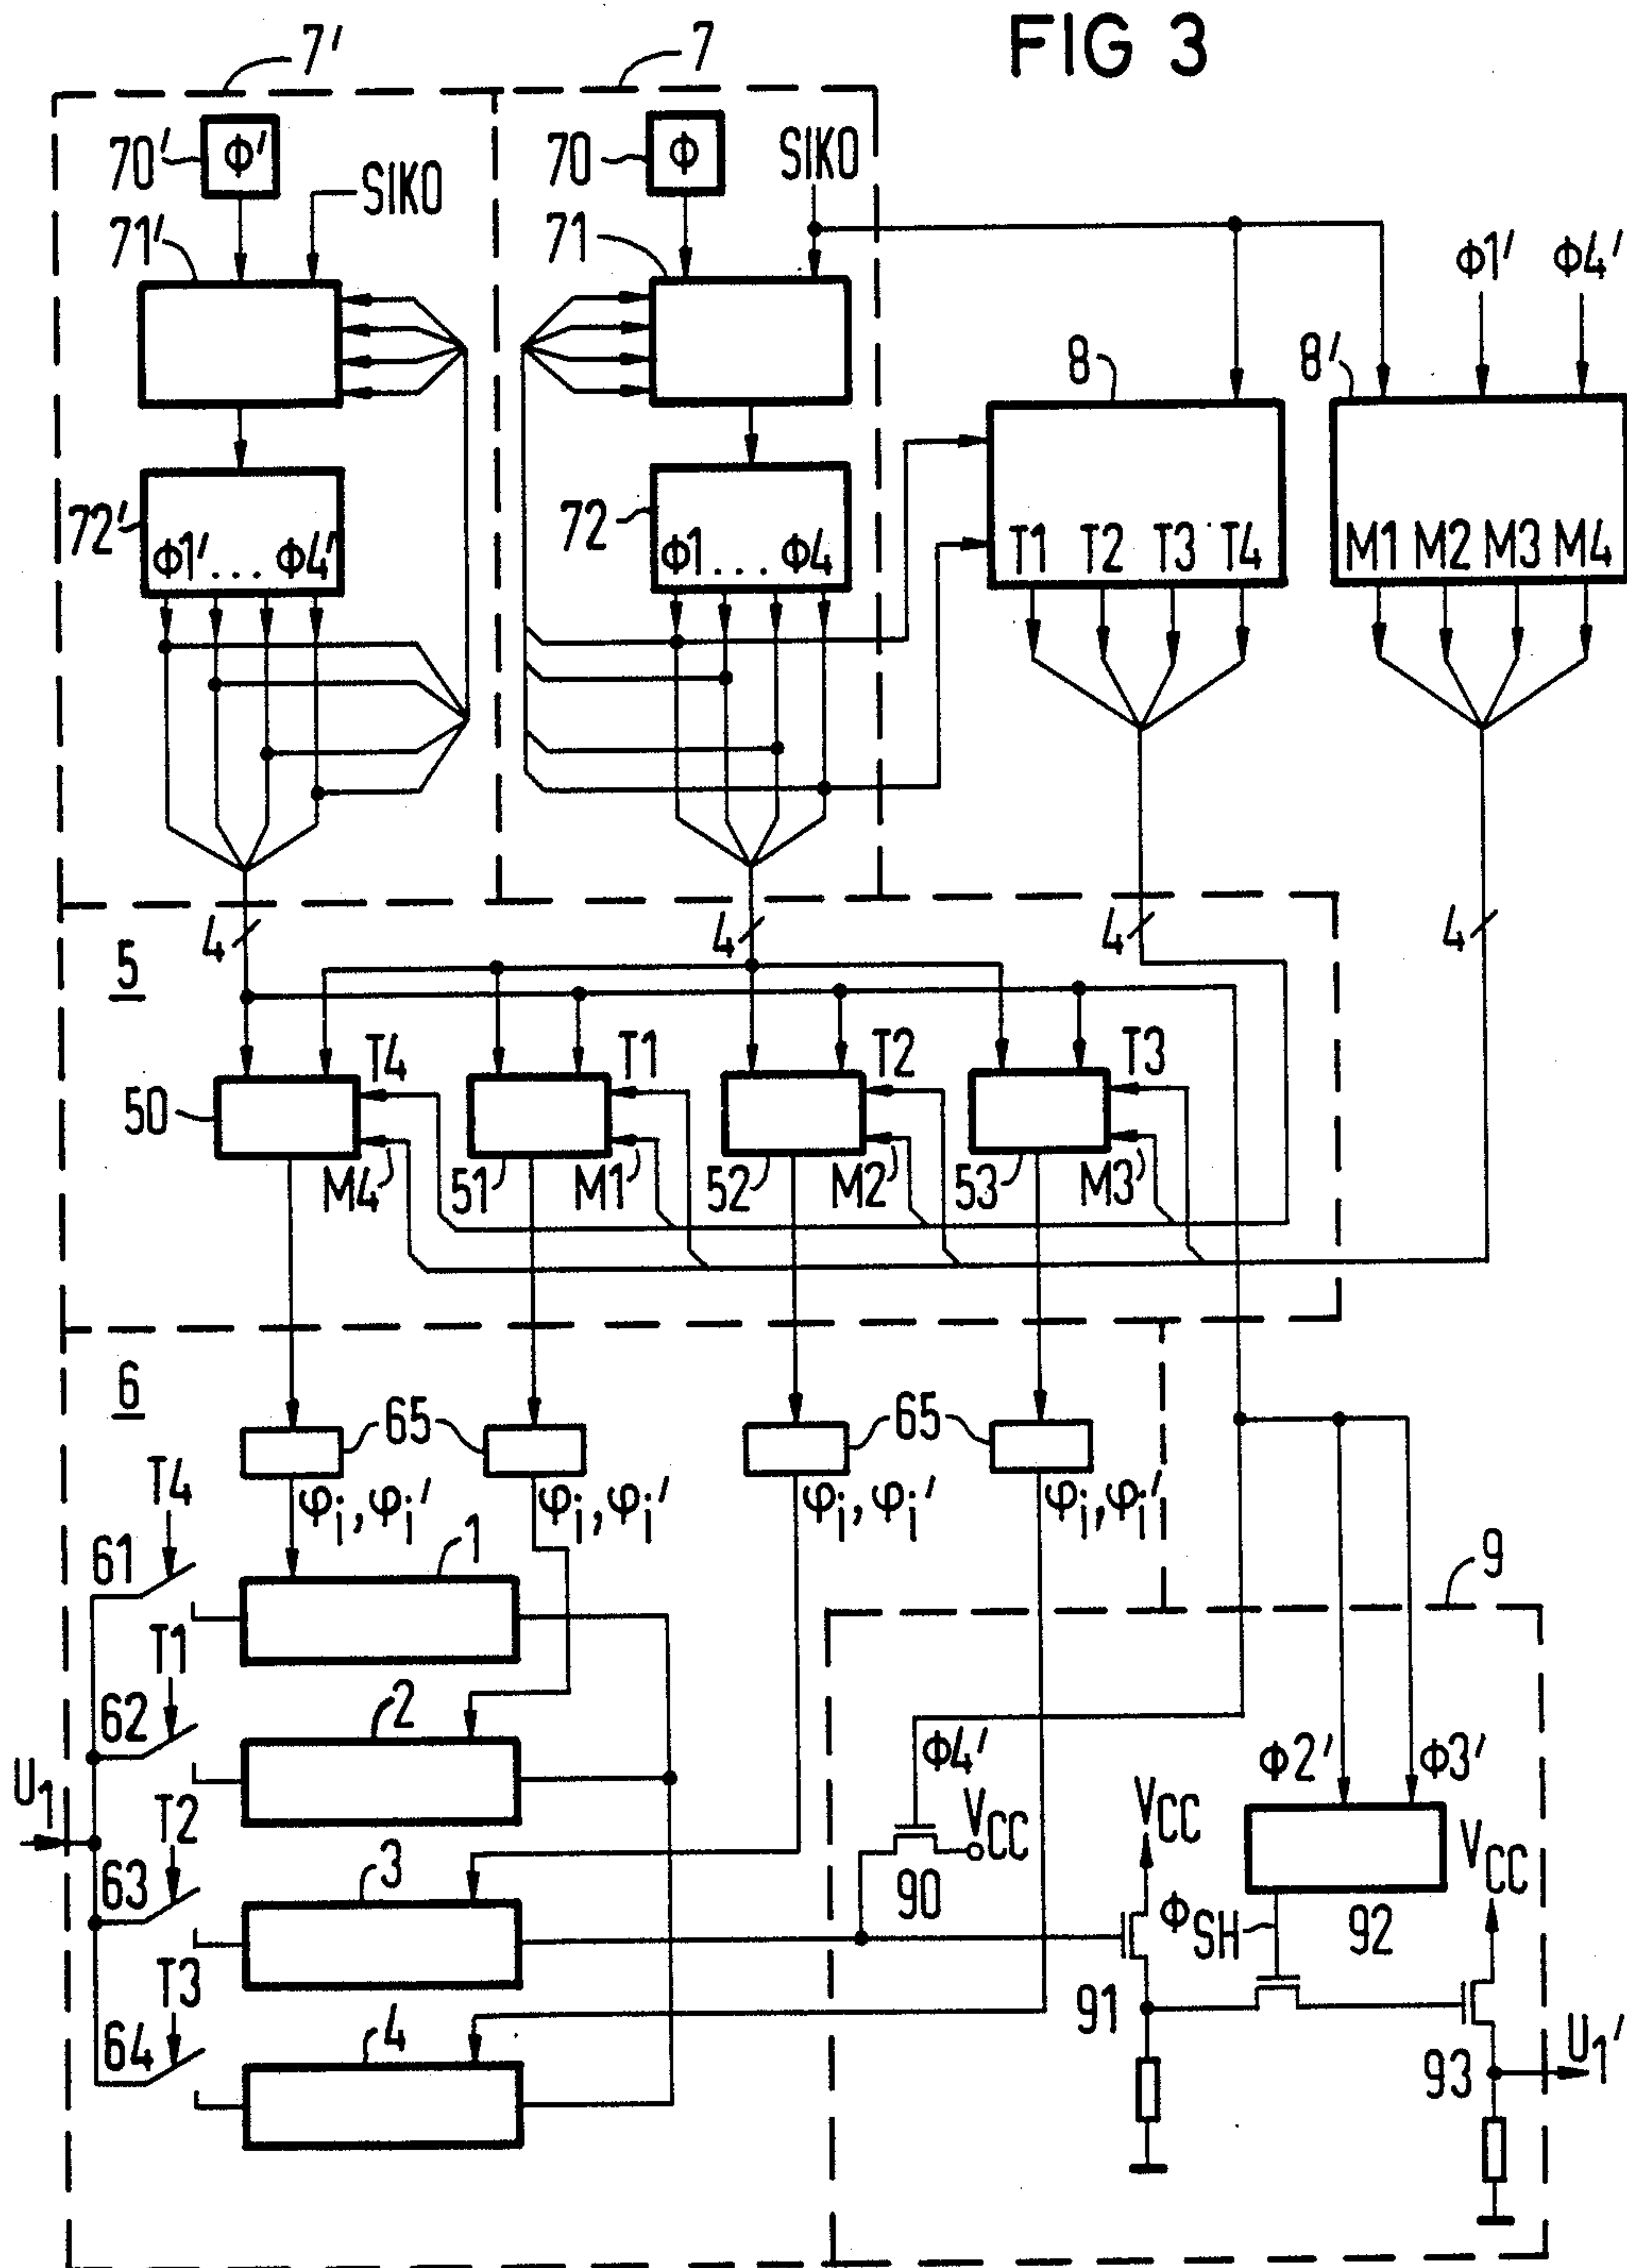 FIG 3
7'
7
70'
Φ'
SIKO
70
Φ
SIKO
71'
71
Φ1'
Φ4'
8
8'
72'
Φ1'... Φ4'
72
Φ1... Φ4
T1 T2 T3 T4
M1 M2 M3 M4
4
4
4
4
5
T4
T1
T2
T3
50
M4
51
M1
52
M2
53
M3
6
65
65
φi, φi'
φi, φi'
φi, φi'
φi, φi'
T4
61
1
9
T1
62
2
Φ4'
Φ2'
Φ3'
U1
VCC
VCC
VCC
T2
63
3
90
ΦSH
92
T3
64
4
91
93
U1'